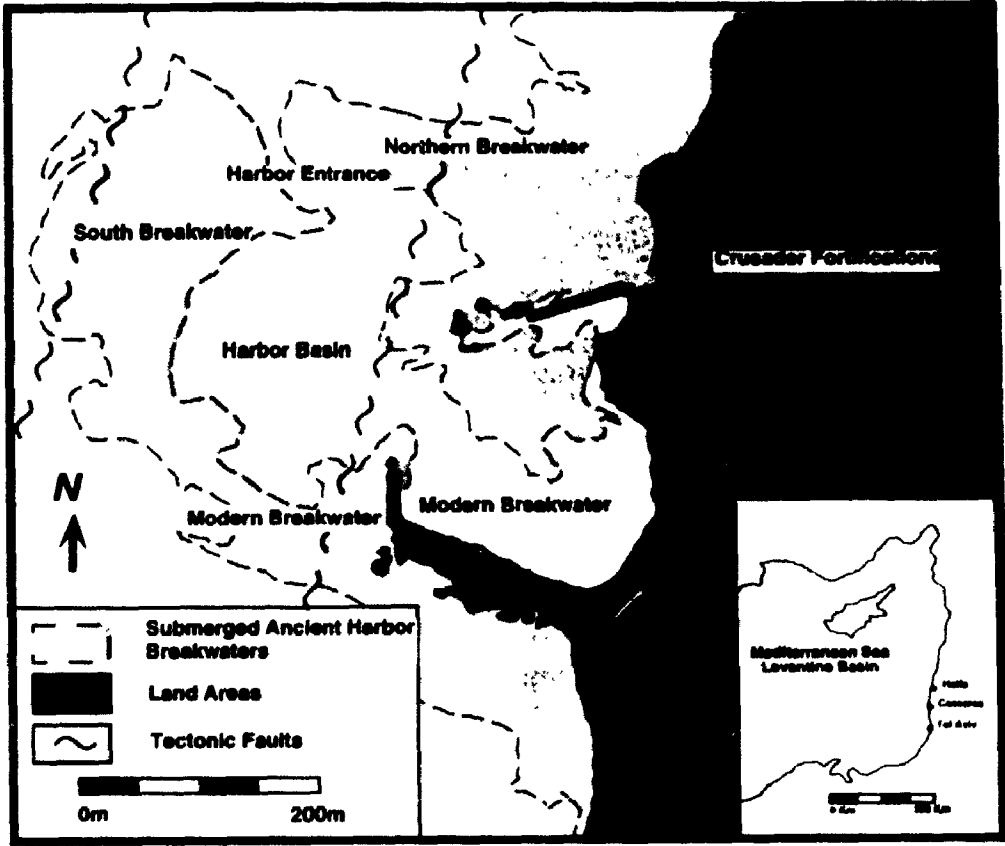 Northern Breakwater
Harbor Entrance
South Breakwater
Crusader Fortifications
Harbor Basin
N
Modern Breakwater
Modern Breakwater
Submerged Ancient Harbor
Breakwaters
Land Areas
Tectonic Faults
0m
200m
Mediterranean Sea
Levantine Basin
Haifa
Caesarea
Tel Aviv